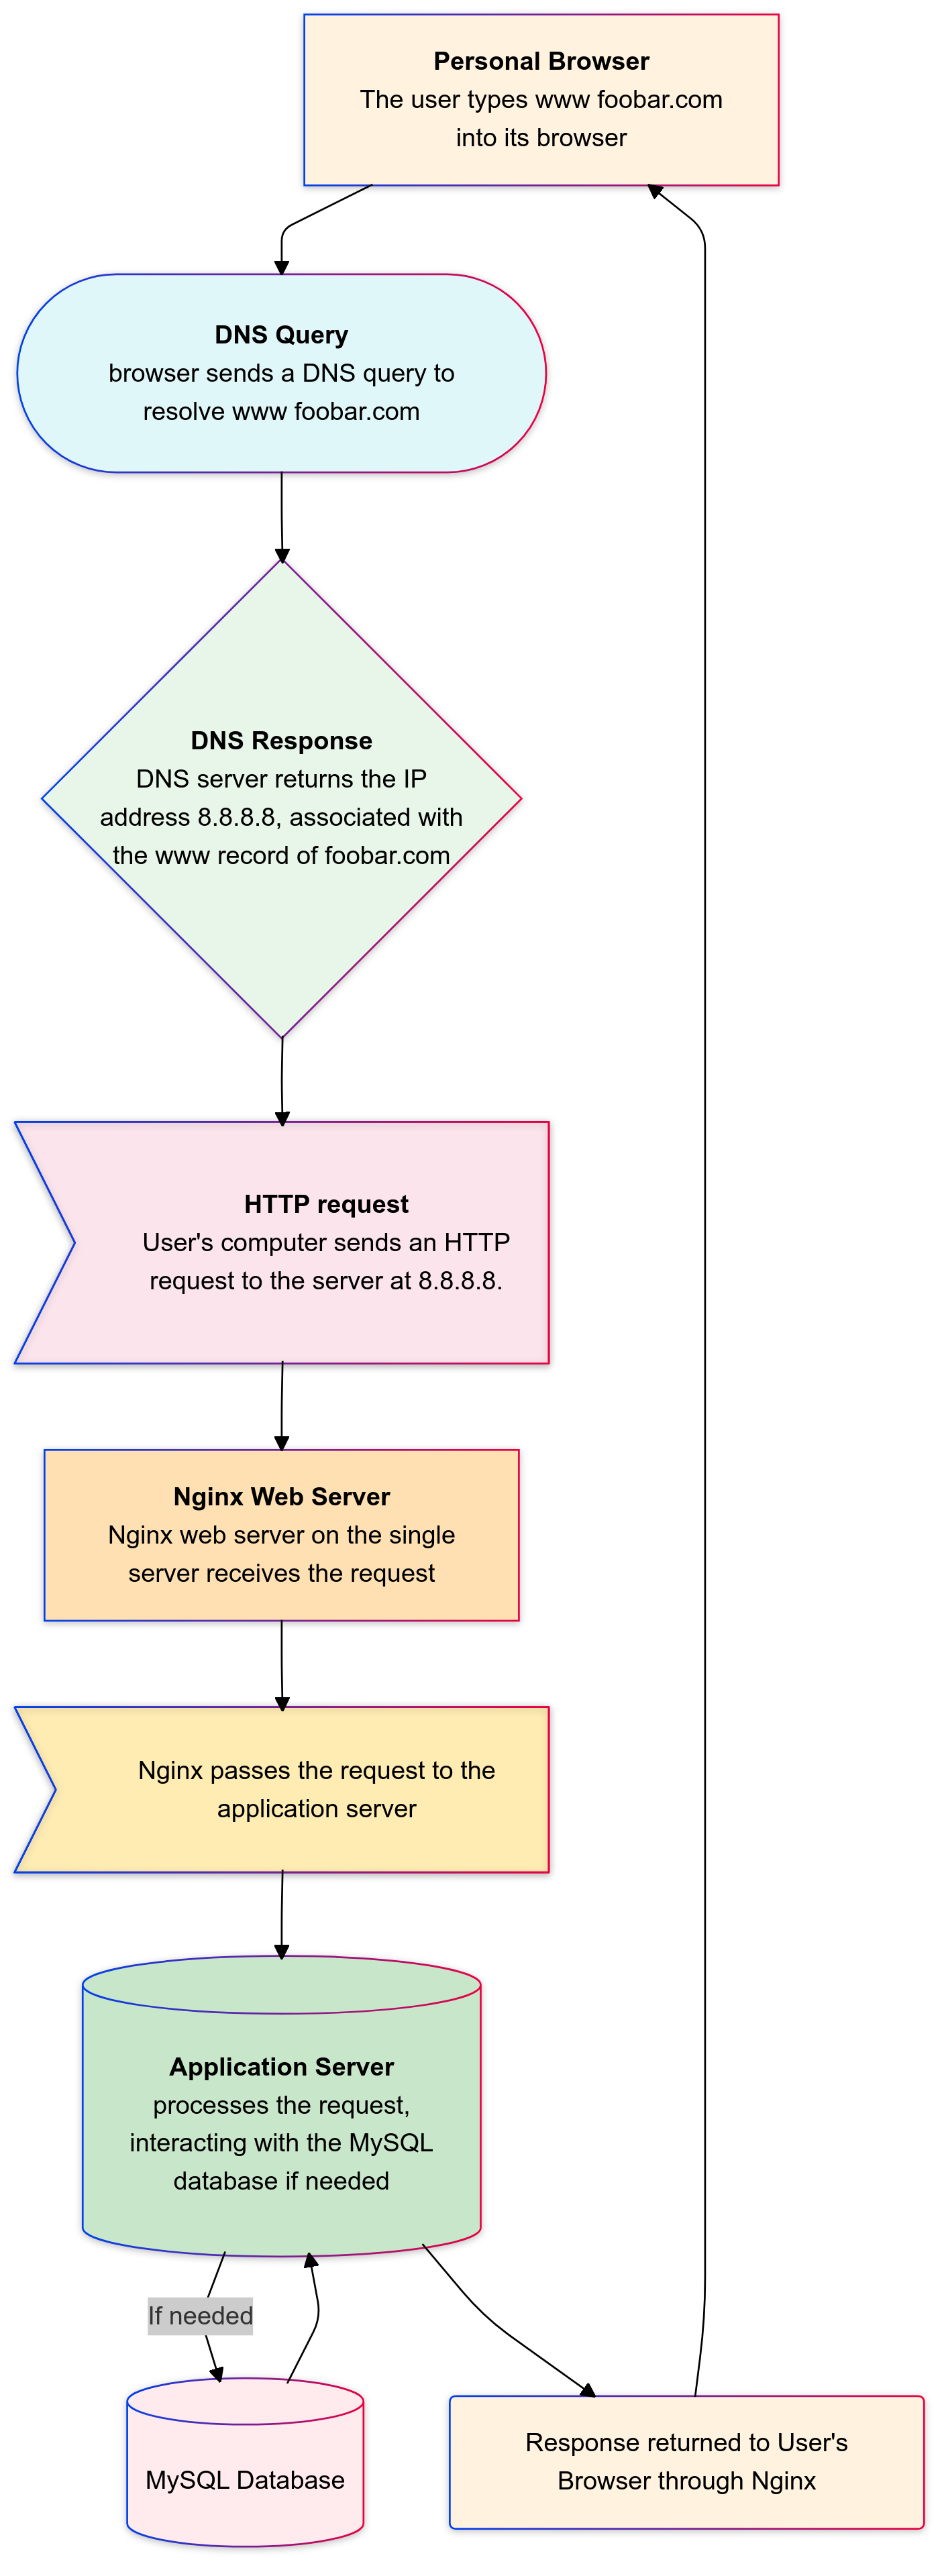 Personal Browser
The user types www foobar.com
into its browser
DNS Query
browser sends a DNS query to
resolve www foobar.com
DNS Response
DNS server returns the IP
address 8.8.8.8, associated with
the www record of foobar.com
HTTP request
User's computer sends an HTTP
request to the server at 8.8.8.8.
Nginx Web Server
Nginx web server on the single
server receives the request
Nginx passes the request to the
application server
Application Server
processes the request,
interacting with the MySQL
database if needed
If needed
MySQL Database
Response returned to User's
Browser through Nginx